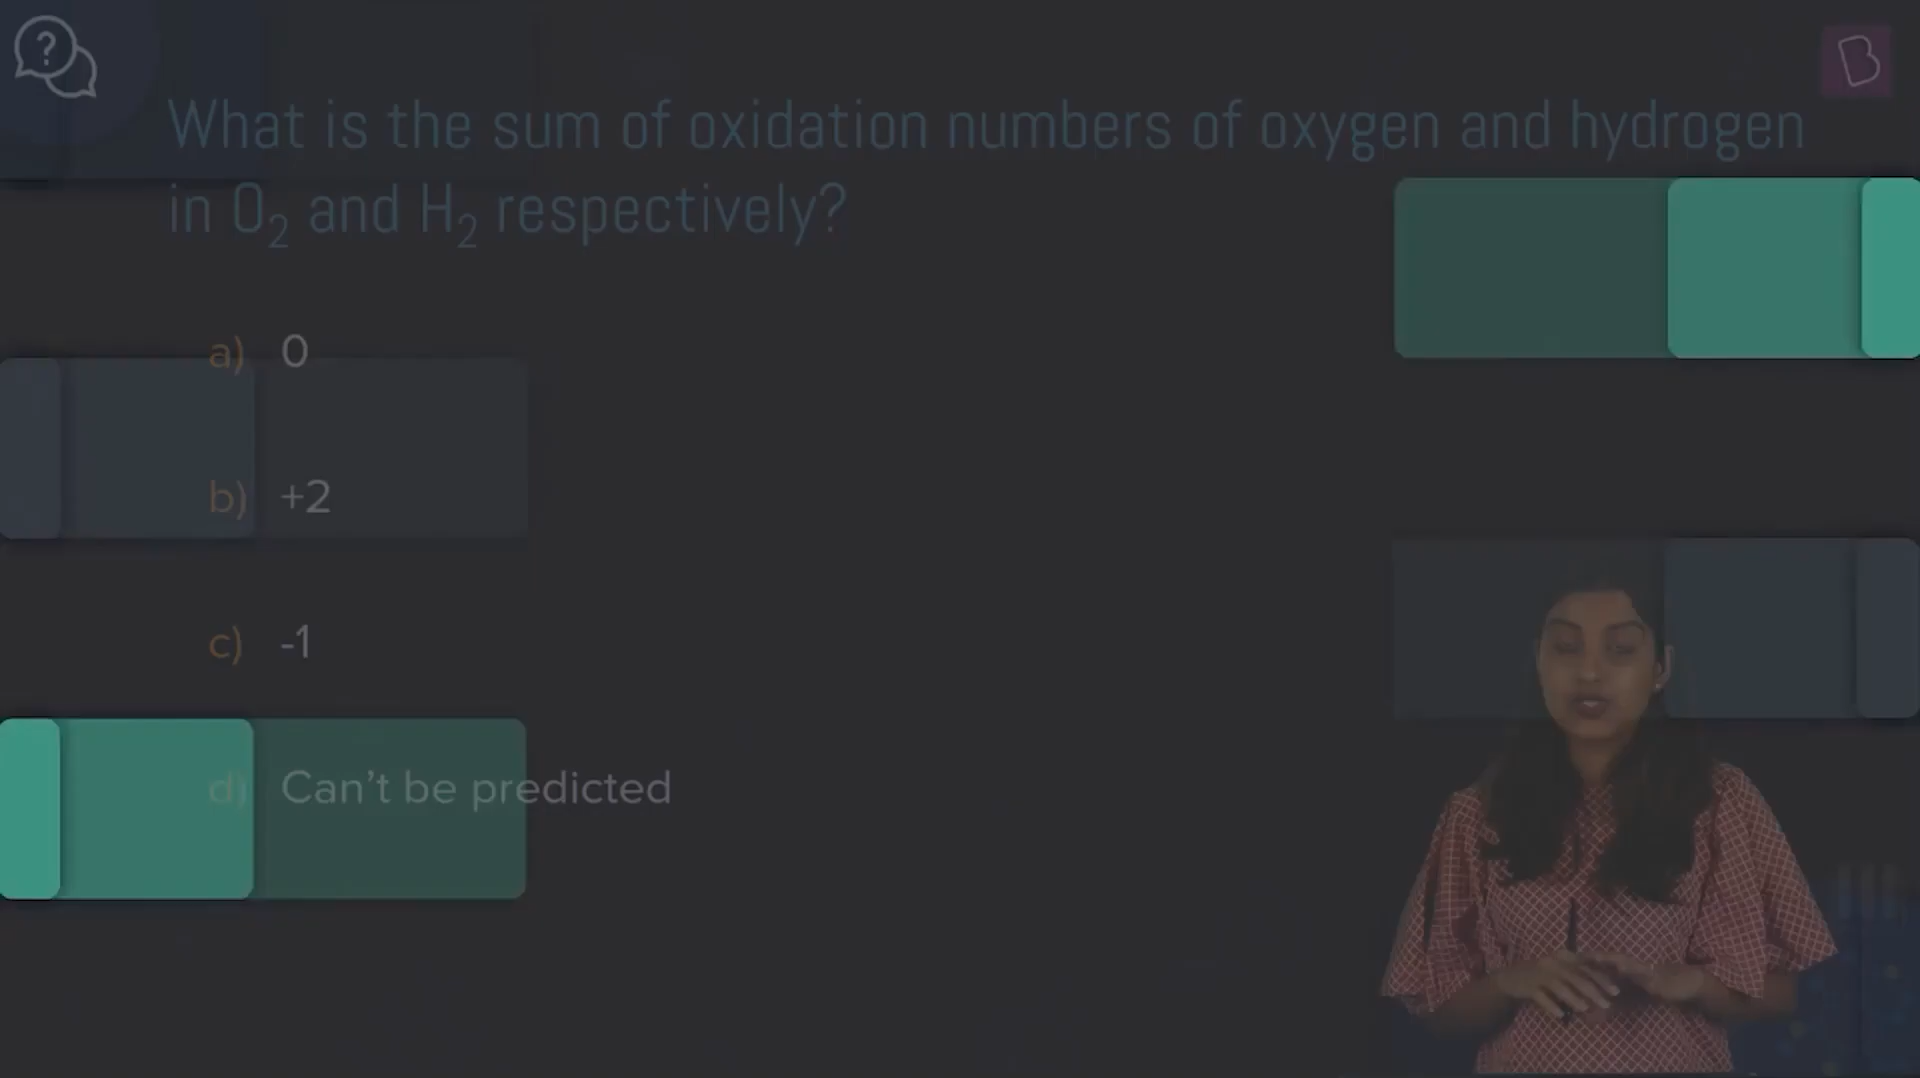 ?
What is the sum of oxidation numbers of oxygen and hydrogen
in O₂ and H₂ respectively?
a) 0
b) +2
c) -1
d) Can't be predicted
B